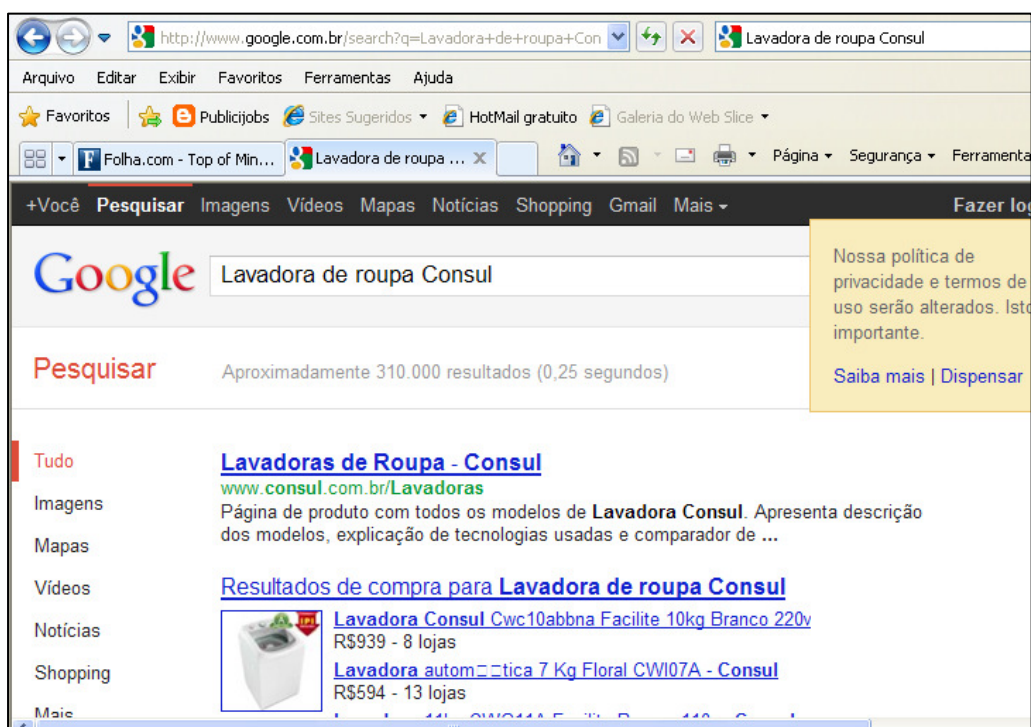 http://www.google.com.br/search?q=Lavadora+de+roupa+Con
Lavadora de roupa Consul
Arquivo Editar Exibir Favoritos Ferramentas Ajuda
Favoritos Publicijobs Sites Sugeridos HotMail gratuito Galeria do Web Slice
Folha.com - Top of Min... Lavadora de roupa ... Página Segurança Ferramenta
+Você Pesquisar Imagens Vídeos Mapas Notícias Shopping Gmail Mais Fazer log
Google Lavadora de roupa Consul
Nossa política de
privacidade e termos de
uso serão alterados. Isto
importante.
Saiba mais | Dispensar
Pesquisar Aproximadamente 310.000 resultados (0,25 segundos)
Tudo
Imagens
Mapas
Vídeos
Notícias
Shopping
Mais
Lavadoras de Roupa - Consul
www.consul.com.br/Lavadoras
Página de produto com todos os modelos de Lavadora Consul. Apresenta descrição
dos modelos, explicação de tecnologias usadas e comparador de ...
Resultados de compra para Lavadora de roupa Consul
Lavadora Consul Cwc10abbna Facilite 10kg Branco 220v
R$939 - 8 lojas
Lavadora autom□□tica 7 Kg Floral CWI07A - Consul
R$594 - 13 lojas